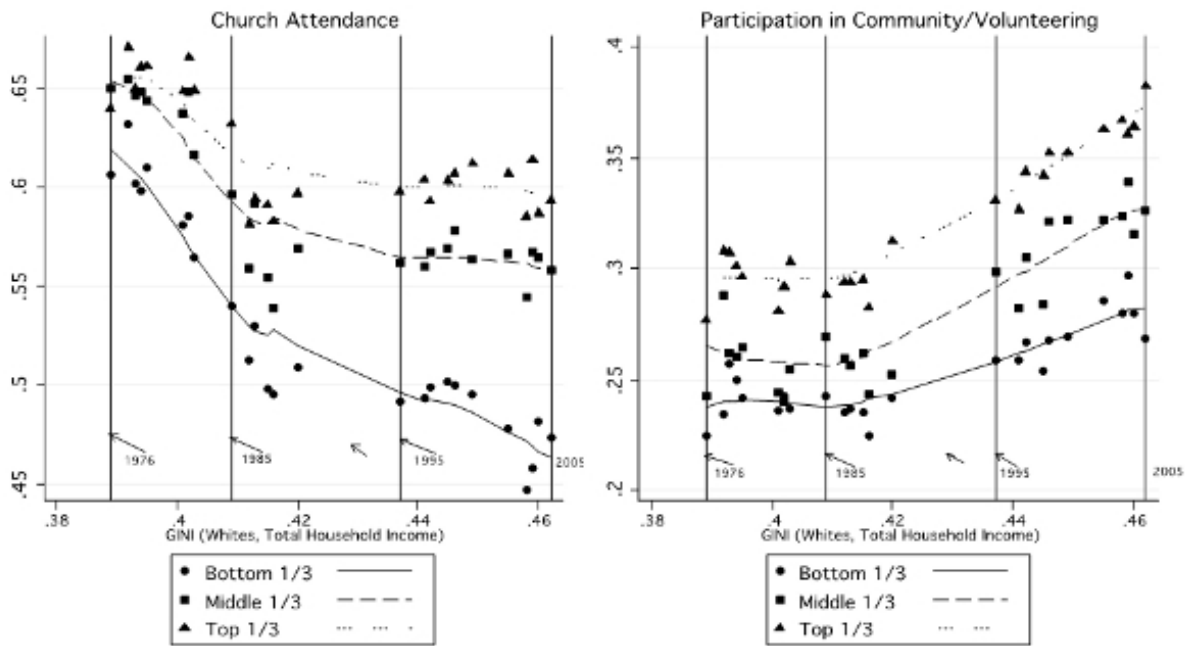 Church Attendance
.65
.6
.55
.5
.45
1976
1985
1995
2005
.38
.4
.42
.44
.46
GINI (Whites, Total Household Income)
Bottom 1/3
Middle 1/3
Top 1/3
Participation in Community/Volunteering
.4
.35
.3
.25
.2
1976
1985
1995
2005
.38
.4
.42
.44
.46
GINI (Whites, Total Household Income)
Bottom 1/3
Middle 1/3
Top 1/3